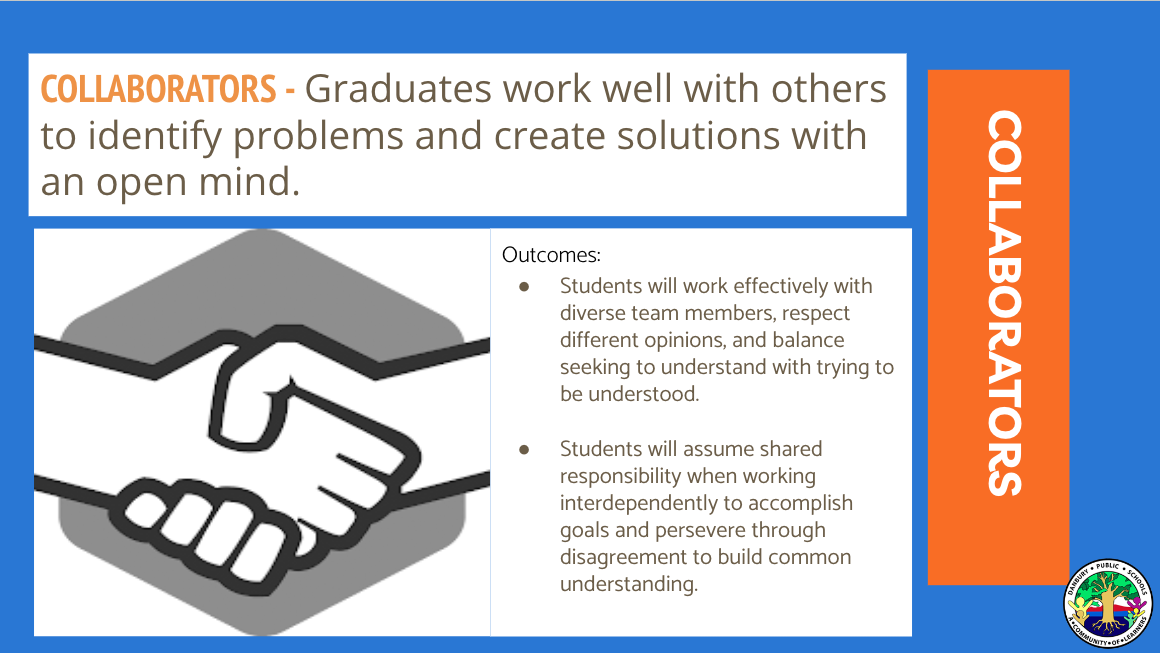 COLLABORATORS - Graduates work well with others
to identify problems and create solutions with
an open mind.
Outcomes:
● Students will work effectively with
diverse team members, respect
different opinions, and balance
seeking to understand with trying to
be understood.
● Students will assume shared
responsibility when working
interdependently to accomplish
goals and persevere through
disagreement to build common
understanding.
COLLABORATORS
DANBURY • PUBLIC • SCHOOLS
A • COMMUNITY • OF • LEARNERS